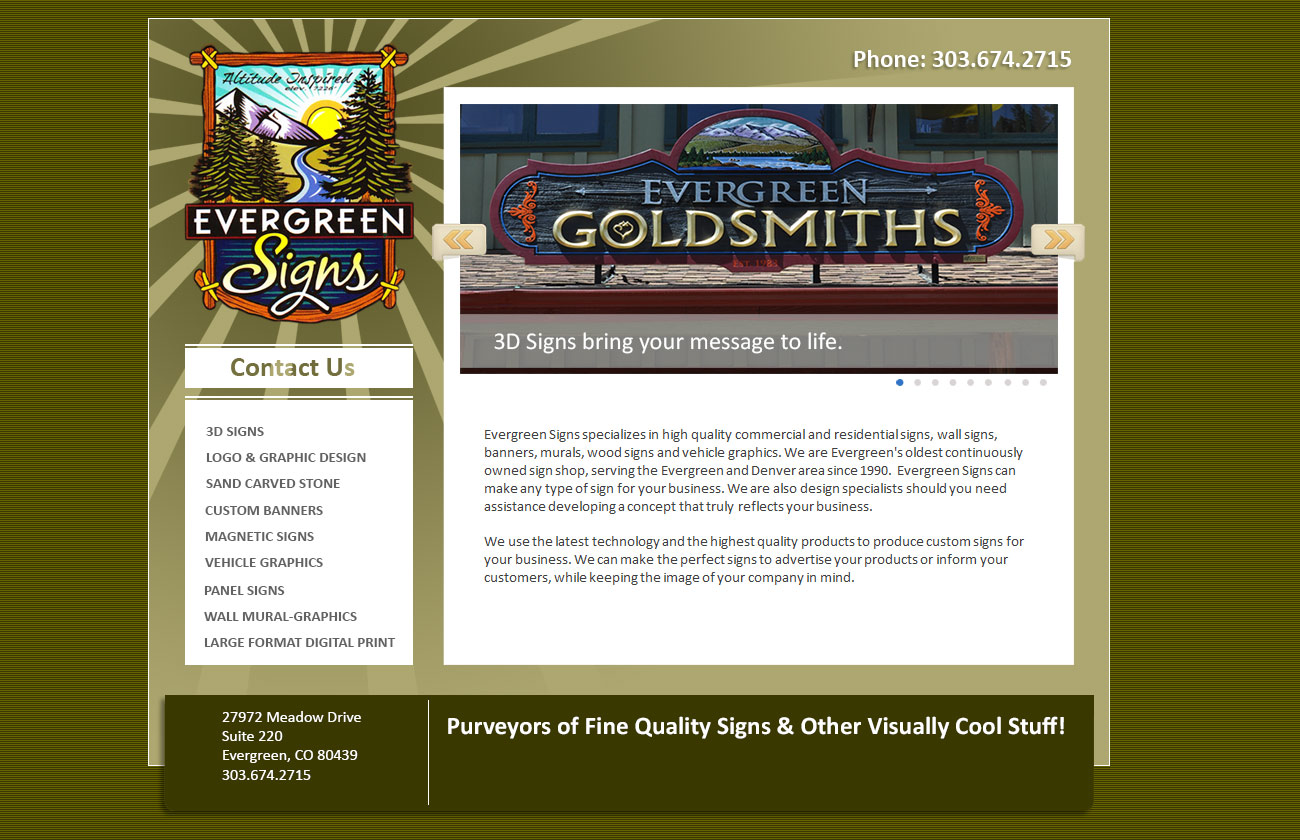 Altitude Inspired
elev. 7220'
EVERGREEN
Signs
Phone: 303.674.2715
EVERGREEN
GOLDSMITHS
EST. 1983
3D Signs bring your message to life.
Contact Us
3D SIGNS
LOGO & GRAPHIC DESIGN
SAND CARVED STONE
CUSTOM BANNERS
MAGNETIC SIGNS
VEHICLE GRAPHICS
PANEL SIGNS
WALL MURAL-GRAPHICS
LARGE FORMAT DIGITAL PRINT
Evergreen Signs specializes in high quality commercial and residential signs, wall signs,
banners, murals, wood signs and vehicle graphics. We are Evergreen's oldest continuously
owned sign shop, serving the Evergreen and Denver area since 1990. Evergreen Signs can
make any type of sign for your business. We are also design specialists should you need
assistance developing a concept that truly reflects your business.
We use the latest technology and the highest quality products to produce custom signs for
your business. We can make the perfect signs to advertise your products or inform your
customers, while keeping the image of your company in mind.
27972 Meadow Drive
Suite 220
Evergreen, CO 80439
303.674.2715
Purveyors of Fine Quality Signs & Other Visually Cool Stuff!